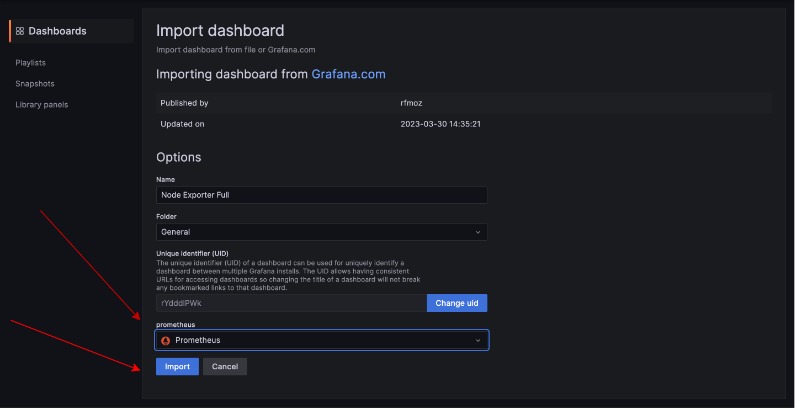 Dashboards
Playlists
Snapshots
Library panels
Import dashboard
Import dashboard from file or Grafana.com
Importing dashboard from Grafana.com
Published by rfmoz
Updated on 2023-03-30 14:35:21
Options
Name
Node Exporter Full
Folder
General
Unique identifier (UID)
The unique identifier (UID) of a dashboard can be used for uniquely identify a
dashboard between multiple Grafana installs. The UID allows having consistent
URLs for accessing dashboards so changing the title of a dashboard will not break
any bookmarked links to that dashboard.
rYdddlPWk Change uid
prometheus
Prometheus
Import Cancel